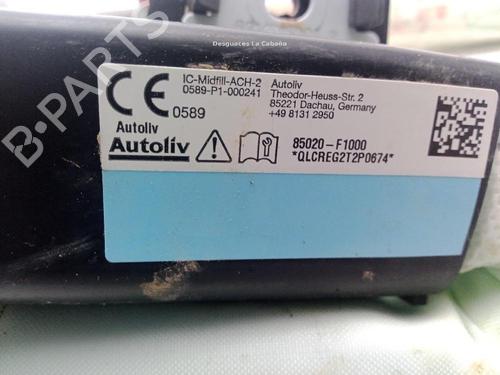 B-PARTS
Desguaces La Cabaña
CE 0589
IC-Midfill-ACH-2
0589-P1-000241
Autoliv
Theodor-Heuss-Str. 2
85221 Dachau, Germany
+49 8131 2950
Autoliv
Autoliv
85020-F1000
*QLCREG2T2P0674*